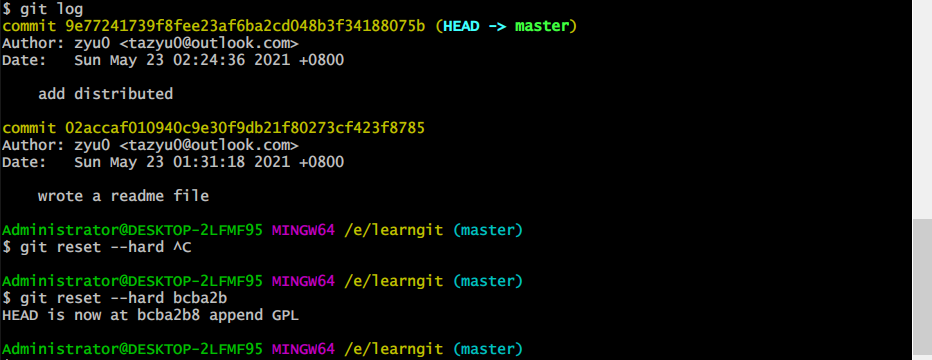 $ git log
commit 9e77241739f8fee23af6ba2cd048b3f34188075b (HEAD -> master)
Author: zyu0 <tazyu0@outlook.com>
Date:   Sun May 23 02:24:36 2021 +0800
    add distributed
commit 02accaf010940c9e30f9db21f80273cf423f8785
Author: zyu0 <tazyu0@outlook.com>
Date:   Sun May 23 01:31:18 2021 +0800
    wrote a readme file
Administrator@DESKTOP-2LFMF95 MINGW64 /e/learngit (master)
$ git reset --hard ^C
Administrator@DESKTOP-2LFMF95 MINGW64 /e/learngit (master)
$ git reset --hard bcba2b
HEAD is now at bcba2b8 append GPL
Administrator@DESKTOP-2LFMF95 MINGW64 /e/learngit (master)